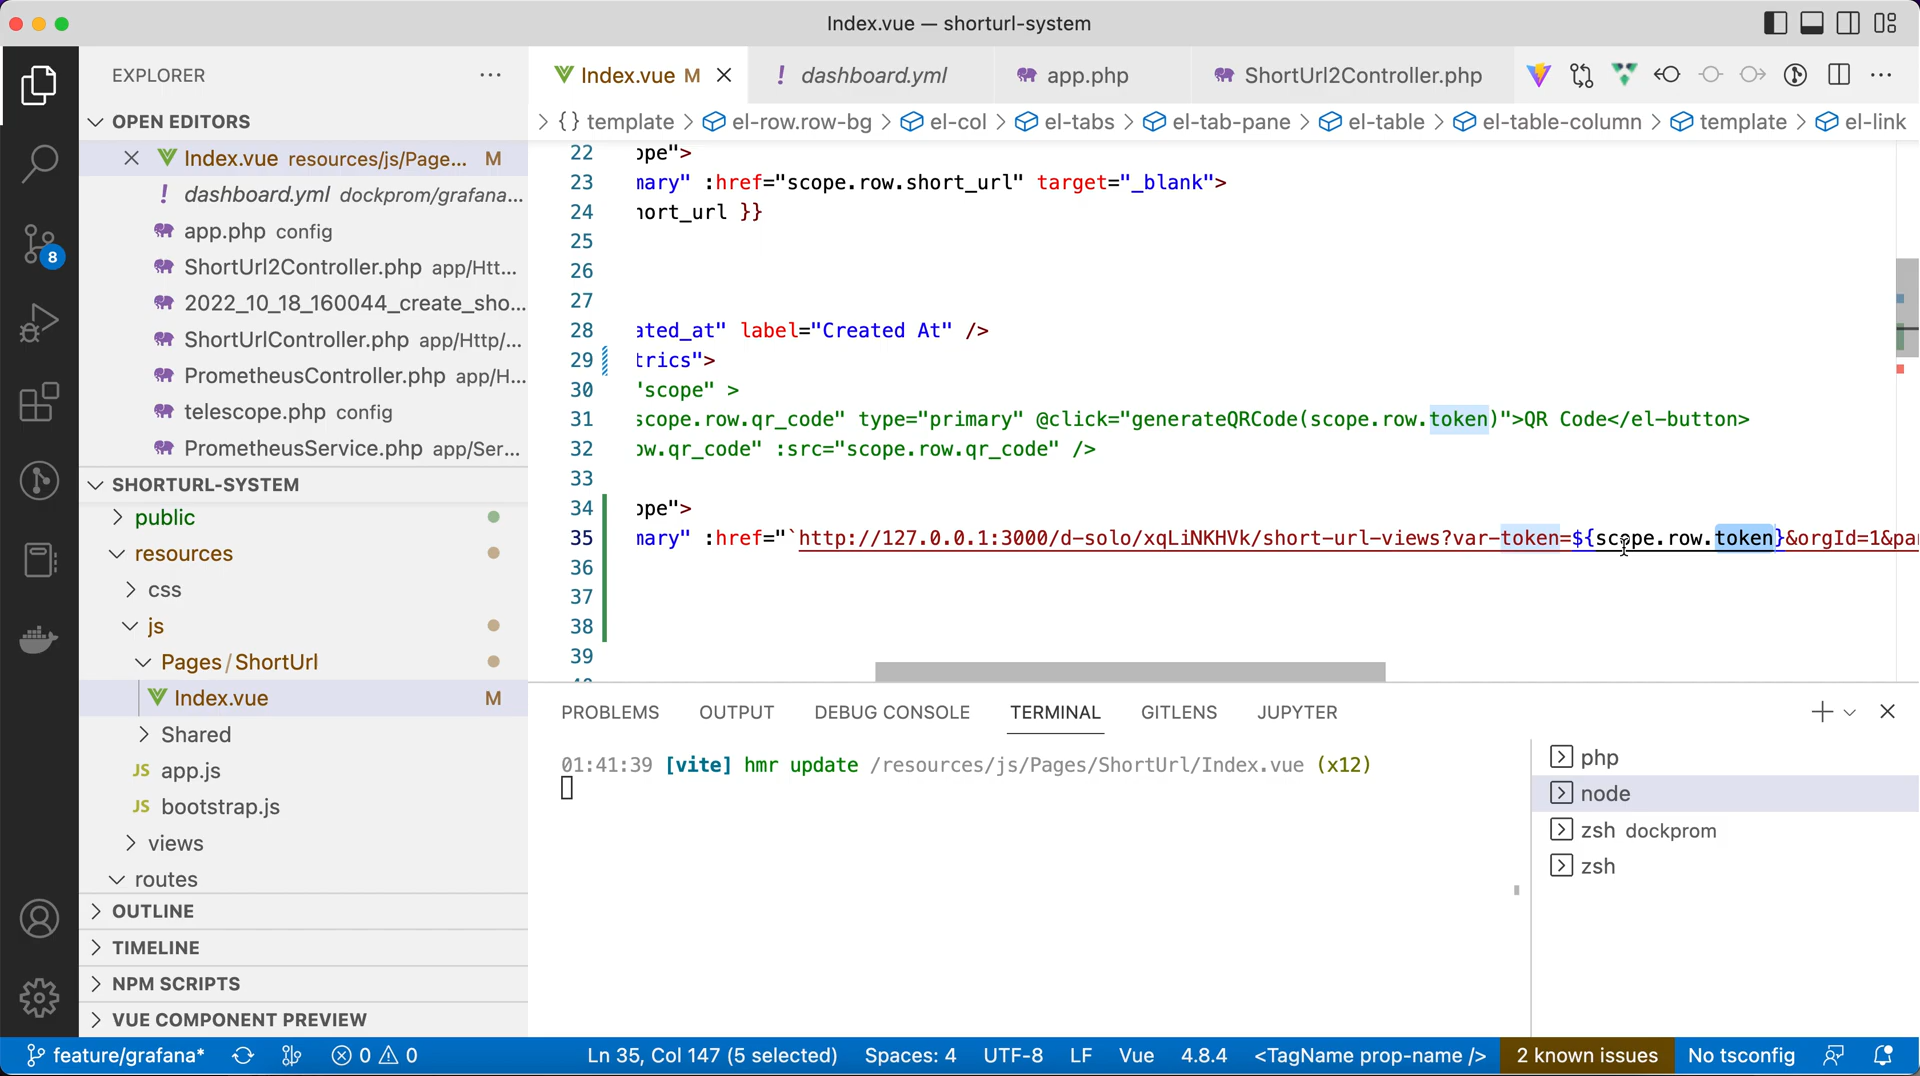 Index.vue — shorturl-system
EXPLORER
OPEN EDITORS
Index.vue resources/js/Page... M
dashboard.yml dockprom/grafana...
app.php config
ShortUrl2Controller.php app/Htt...
2022_10_18_160044_create_sho...
ShortUrlController.php app/Http/...
PrometheusController.php app/H...
telescope.php config
PrometheusService.php app/Ser...
SHORTURL-SYSTEM
public
resources
css
js
Pages / ShortUrl
Index.vue M
Shared
JS app.js
JS bootstrap.js
views
routes
OUTLINE
TIMELINE
NPM SCRIPTS
VUE COMPONENT PREVIEW
8
Index.vue M
! dashboard.yml
app.php
ShortUrl2Controller.php
{} template > el-row.row-bg > el-col > el-tabs > el-tab-pane > el-table > el-table-column > template > el-link
22 ope">
23 mary" :href="scope.row.short_url" target="_blank">
24 hort_url }}
25
26
27
28 ated_at" label="Created At" />
29 trics">
30 "scope" >
31 scope.row.qr_code" type="primary" @click="generateQRCode(scope.row.token)">QR Code</el-button>
32 ow.qr_code" :src="scope.row.qr_code" />
33
34 ope">
35 mary" :href="`http://127.0.0.1:3000/d-solo/xqLiNKHVk/short-url-views?var-token=${scope.row.token}&orgId=1&pa
36
37
38
39
PROBLEMS OUTPUT DEBUG CONSOLE TERMINAL GITLENS JUPYTER
01:41:39 [vite] hmr update /resources/js/Pages/ShortUrl/Index.vue (x12)
php
node
zsh dockprom
zsh
feature/grafana* 0 0 Ln 35, Col 147 (5 selected) Spaces: 4 UTF-8 LF Vue 4.8.4 <TagName prop-name /> 2 known issues No tsconfig